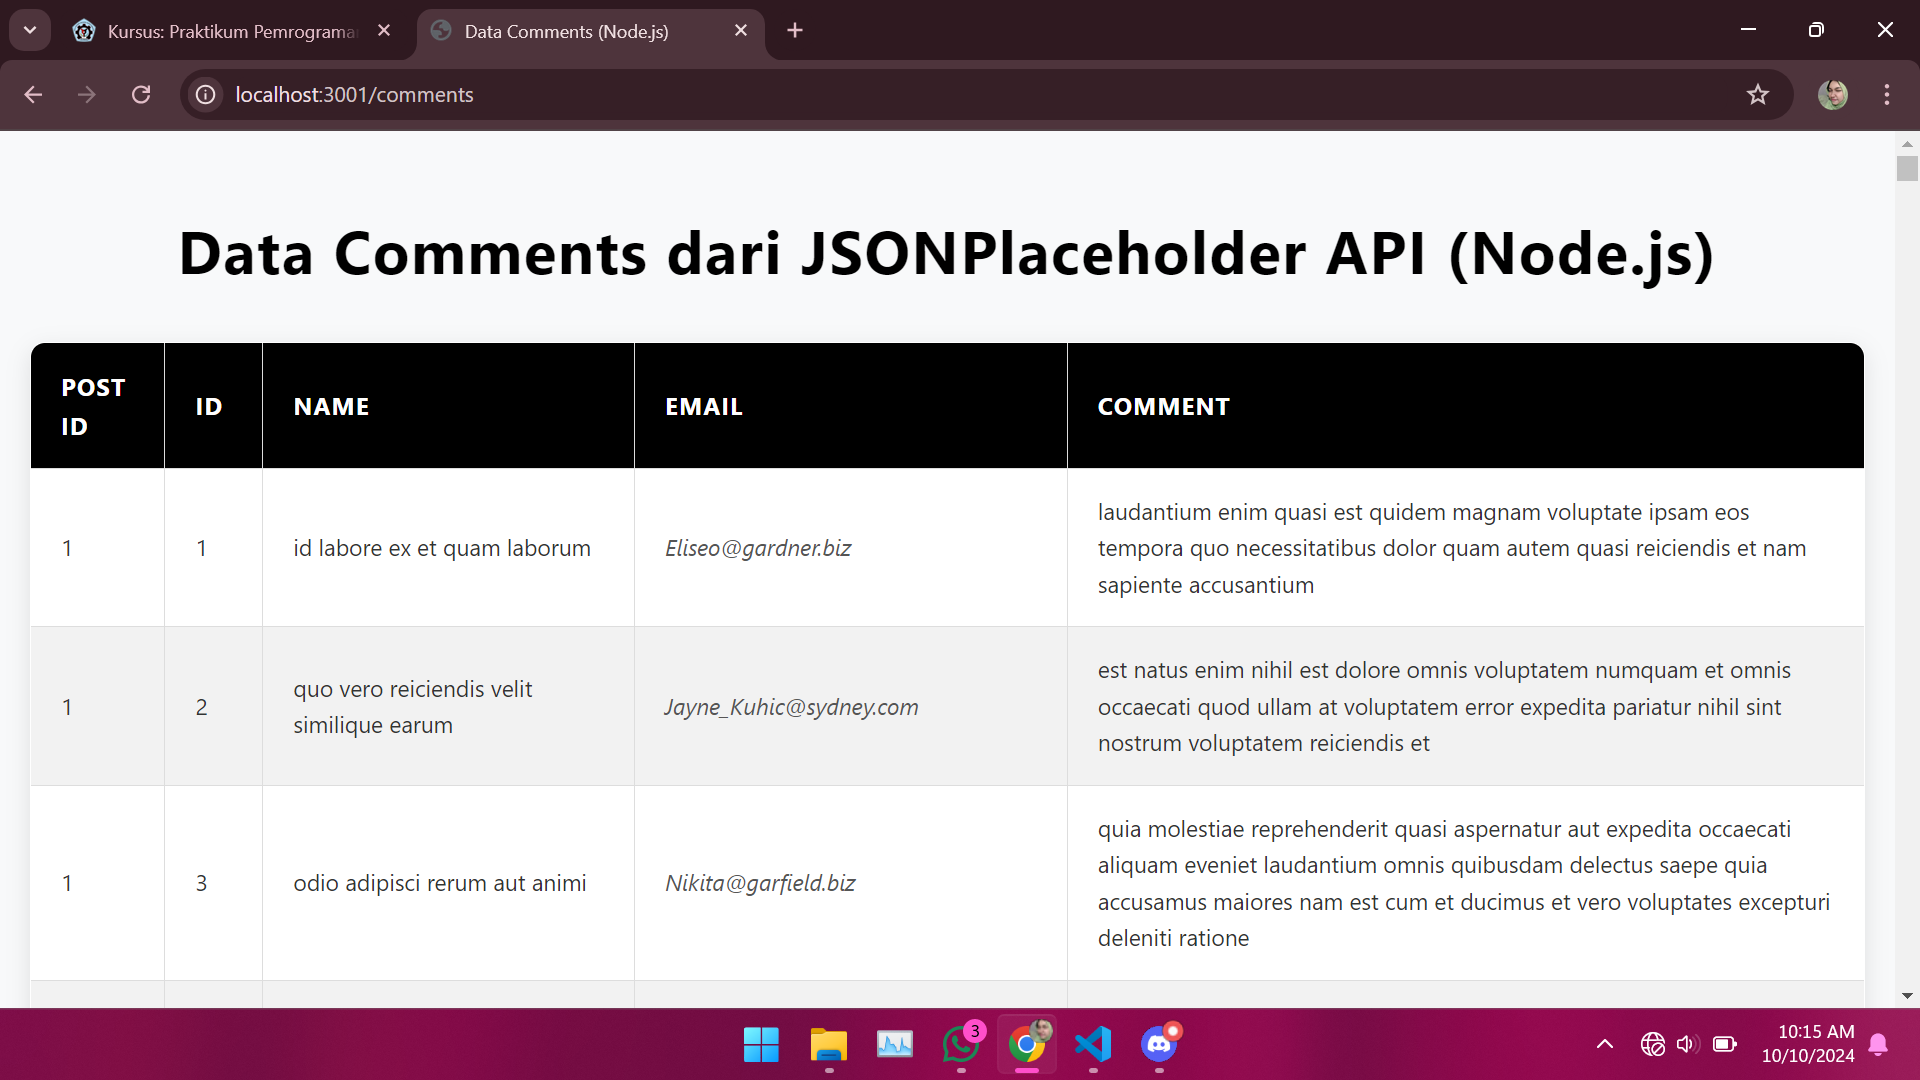 Kursus: Praktikum Pemrograma
Data Comments (Node.js)
localhost:3001/comments
Data Comments dari JSONPlaceholder API (Node.js)
POST
ID
ID
NAME
EMAIL
COMMENT
1
1
id labore ex et quam laborum
Eliseo@gardner.biz
laudantium enim quasi est quidem magnam voluptate ipsam eos
tempora quo necessitatibus dolor quam autem quasi reiciendis et nam
sapiente accusantium
1
2
quo vero reiciendis velit
similique earum
Jayne_Kuhic@sydney.com
est natus enim nihil est dolore omnis voluptatem numquam et omnis
occaecati quod ullam at voluptatem error expedita pariatur nihil sint
nostrum voluptatem reiciendis et
1
3
odio adipisci rerum aut animi
Nikita@garfield.biz
quia molestiae reprehenderit quasi aspernatur aut expedita occaecati
aliquam eveniet laudantium omnis quibusdam delectus saepe quia
accusamus maiores nam est cum et ducimus et vero voluptates excepturi
deleniti ratione
3
10:15 AM
10/10/2024